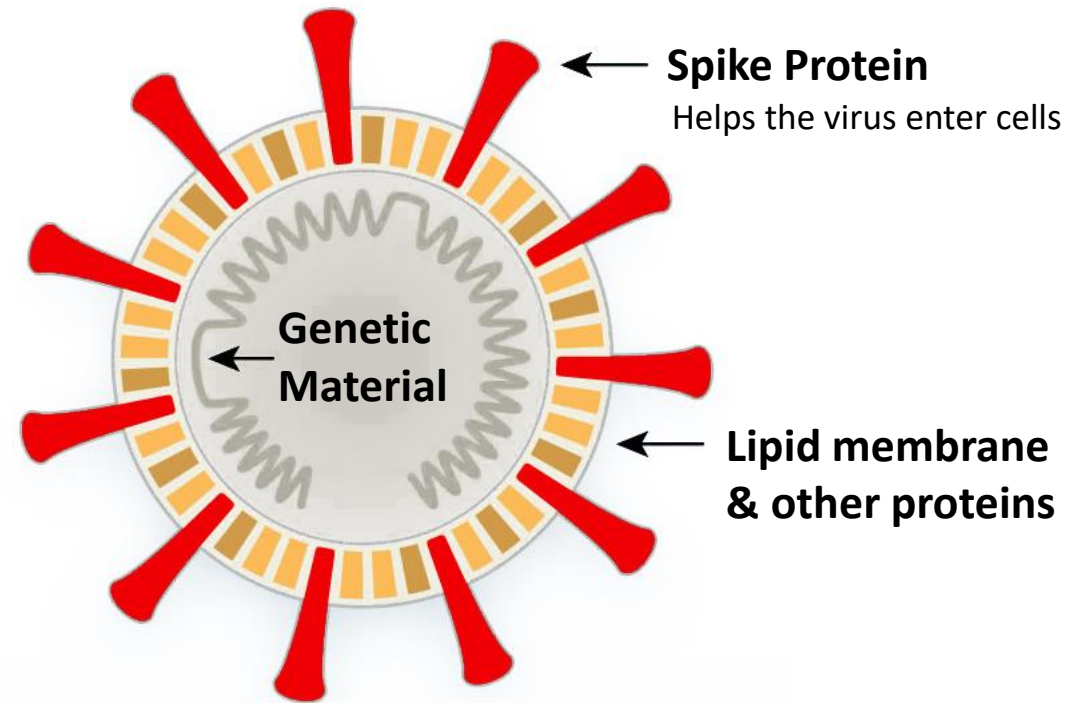 Spike Protein
Helps the virus enter cells
Genetic
Material
Lipid membrane
& other proteins